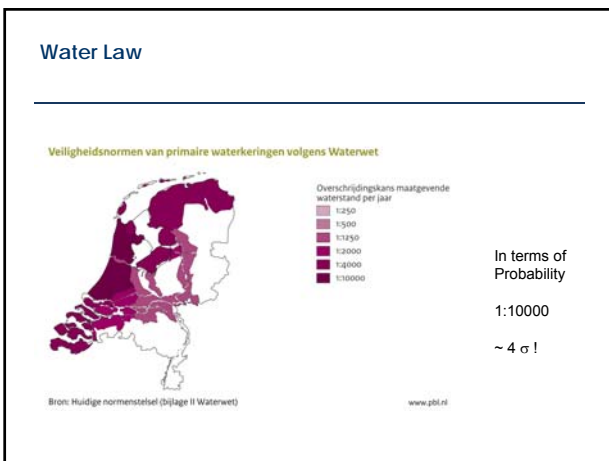 Water Law
Veiligheidsnormen van primaire waterkeringen volgens Waterwet
Overschrijdingskans maatgevende
waterstand per jaar
1:250
1:500
1:1250
1:2000
1:4000
1:10000
In terms of
Probability
1:10000
~ 4 σ !
Bron: Huidige normenstelsel (bijlage II Waterwet)
www.pbl.nl